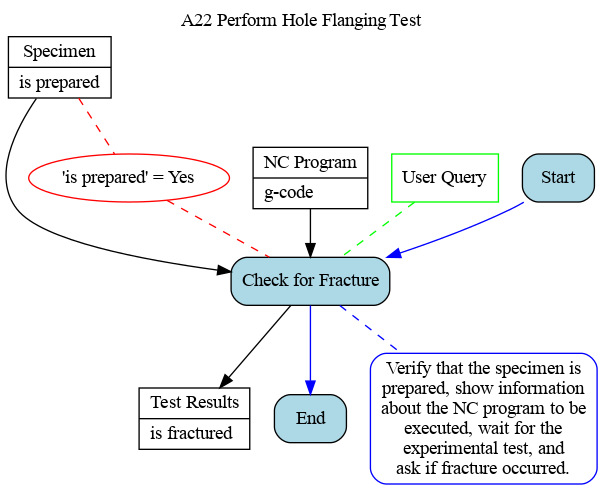 A22 Perform Hole Flanging Test
Specimen
is prepared
'is prepared' = Yes
NC Program
g-code
User Query
Start
Check for Fracture
Test Results
is fractured
End
Verify that the specimen is
prepared, show information
about the NC program to be
executed, wait for the
experimental test, and
ask if fracture occurred.